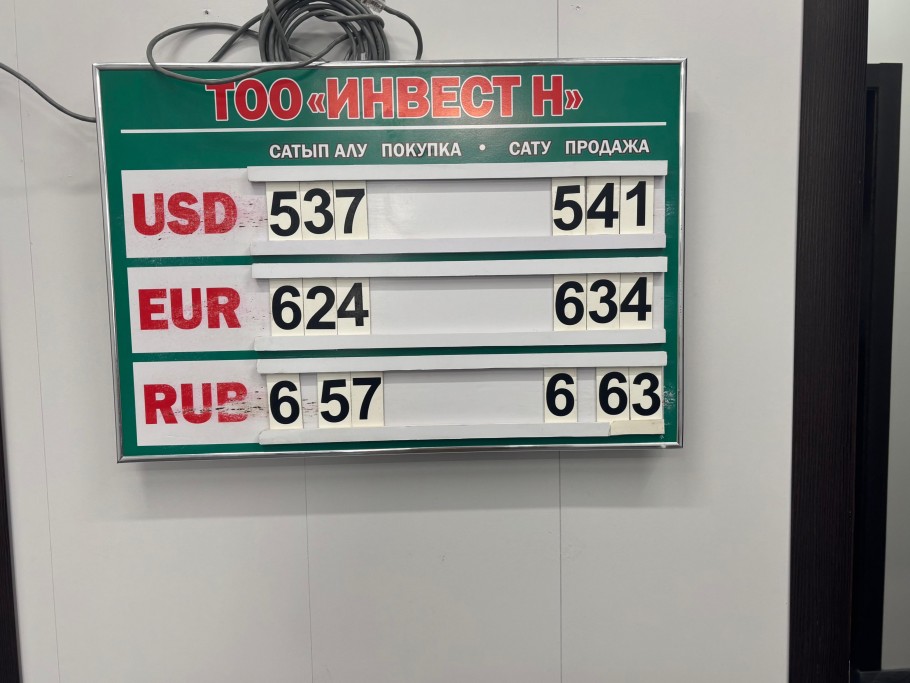 ТОО «ИНВЕСТ Н»
САТЫП АЛУ ПОКУПКА • САТУ ПРОДАЖА
USD 537 541
EUR 624 634
RUB 6 57 6 63